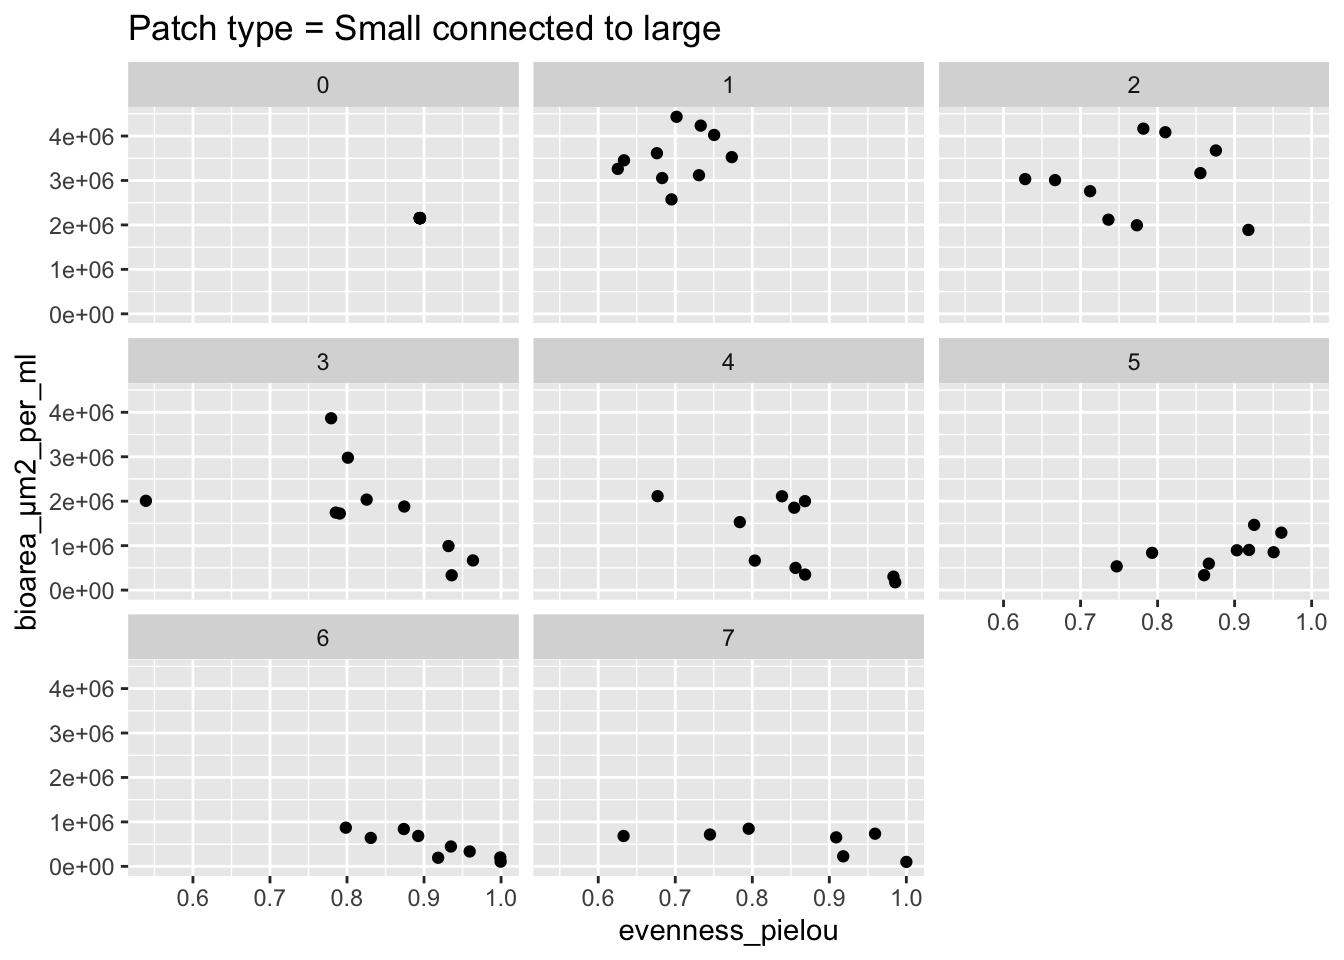 Patch type = Small connected to large
0 1 2
4e+06
3e+06
2e+06
1e+06
0e+00
3 4 5
4e+06
3e+06
2e+06
1e+06
0e+00
0.6 0.7 0.8 0.9 1.0
6 7
4e+06
3e+06
2e+06
1e+06
0e+00
0.6 0.7 0.8 0.9 1.0 0.6 0.7 0.8 0.9 1.0
evenness_pielou
bioarea_µm2_per_ml